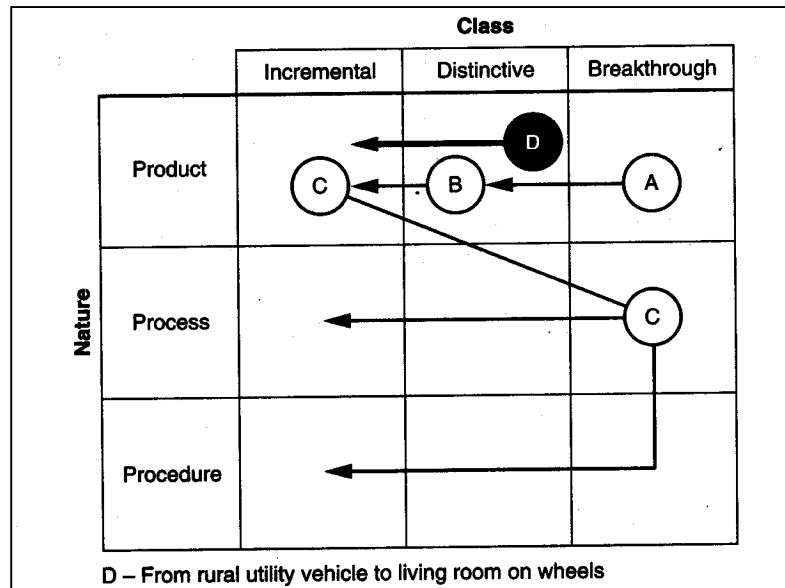 Class
Incremental Distinctive Breakthrough
D
Product
C B A
Nature
Process
C
Procedure
D – From rural utility vehicle to living room on wheels